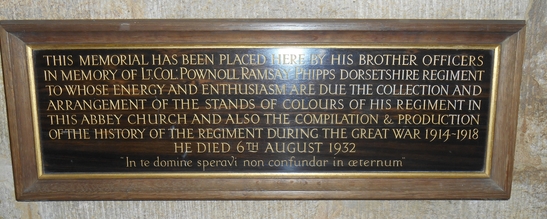 THIS MEMORIAL HAS BEEN PLACED HERE BY HIS BROTHER OFFICERS
IN MEMORY OF LT. COL. POWNOLL RAMSAY PHIPPS DORSETSHIRE REGIMENT
TO WHOSE ENERGY AND ENTHUSIASM ARE DUE THE COLLECTION AND
ARRANGEMENT OF THE STANDS OF COLOURS OF HIS REGIMENT IN
THIS ABBEY CHURCH AND ALSO THE COMPILATION & PRODUCTION
OF THE HISTORY OF THE REGIMENT DURING THE GREAT WAR 1914-1918
HE DIED 6TH AUGUST 1932
"In te domine speravi non confundar in æternum"